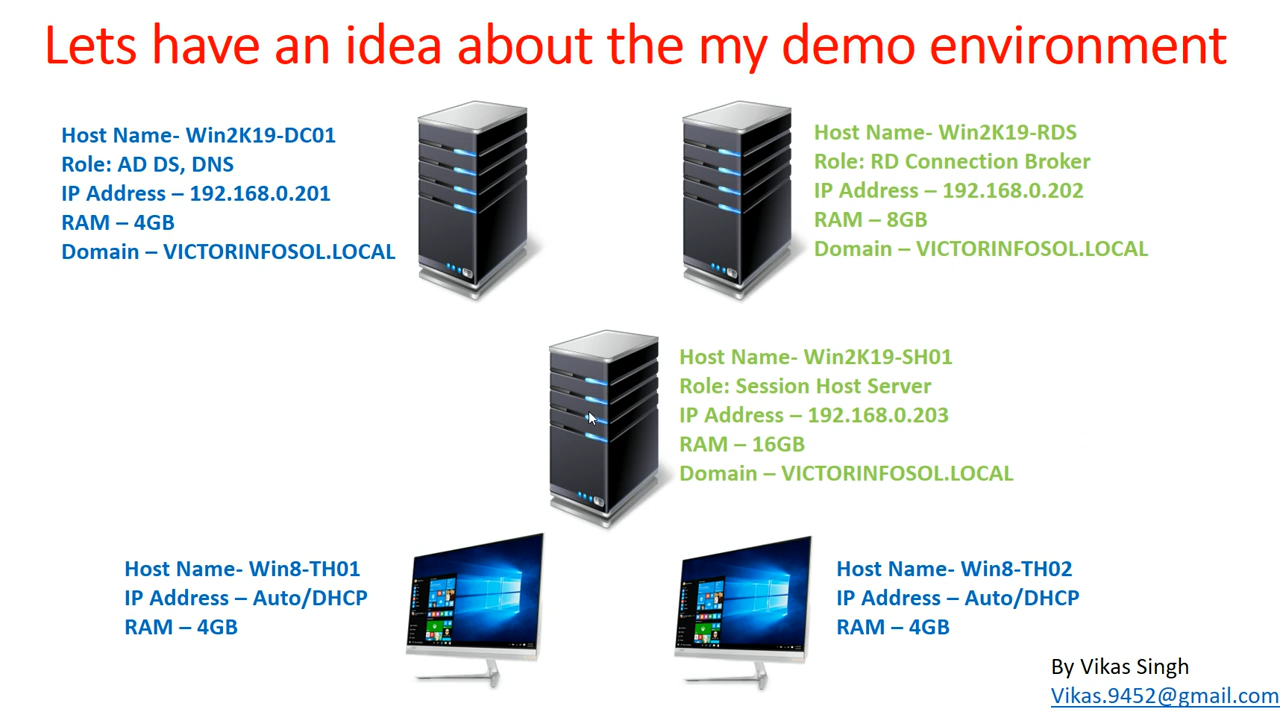 Lets have an idea about the my demo environment
Host Name- Win2K19-DC01
Role: AD DS, DNS
IP Address – 192.168.0.201
RAM – 4GB
Domain – VICTORINFOSOL.LOCAL
Host Name- Win2K19-RDS
Role: RD Connection Broker
IP Address – 192.168.0.202
RAM – 8GB
Domain – VICTORINFOSOL.LOCAL
Host Name- Win2K19-SH01
Role: Session Host Server
IP Address – 192.168.0.203
RAM – 16GB
Domain – VICTORINFOSOL.LOCAL
Host Name- Win8-TH01
IP Address – Auto/DHCP
RAM – 4GB
Host Name- Win8-TH02
IP Address – Auto/DHCP
RAM – 4GB
By Vikas Singh
Vikas.9452@gmail.com